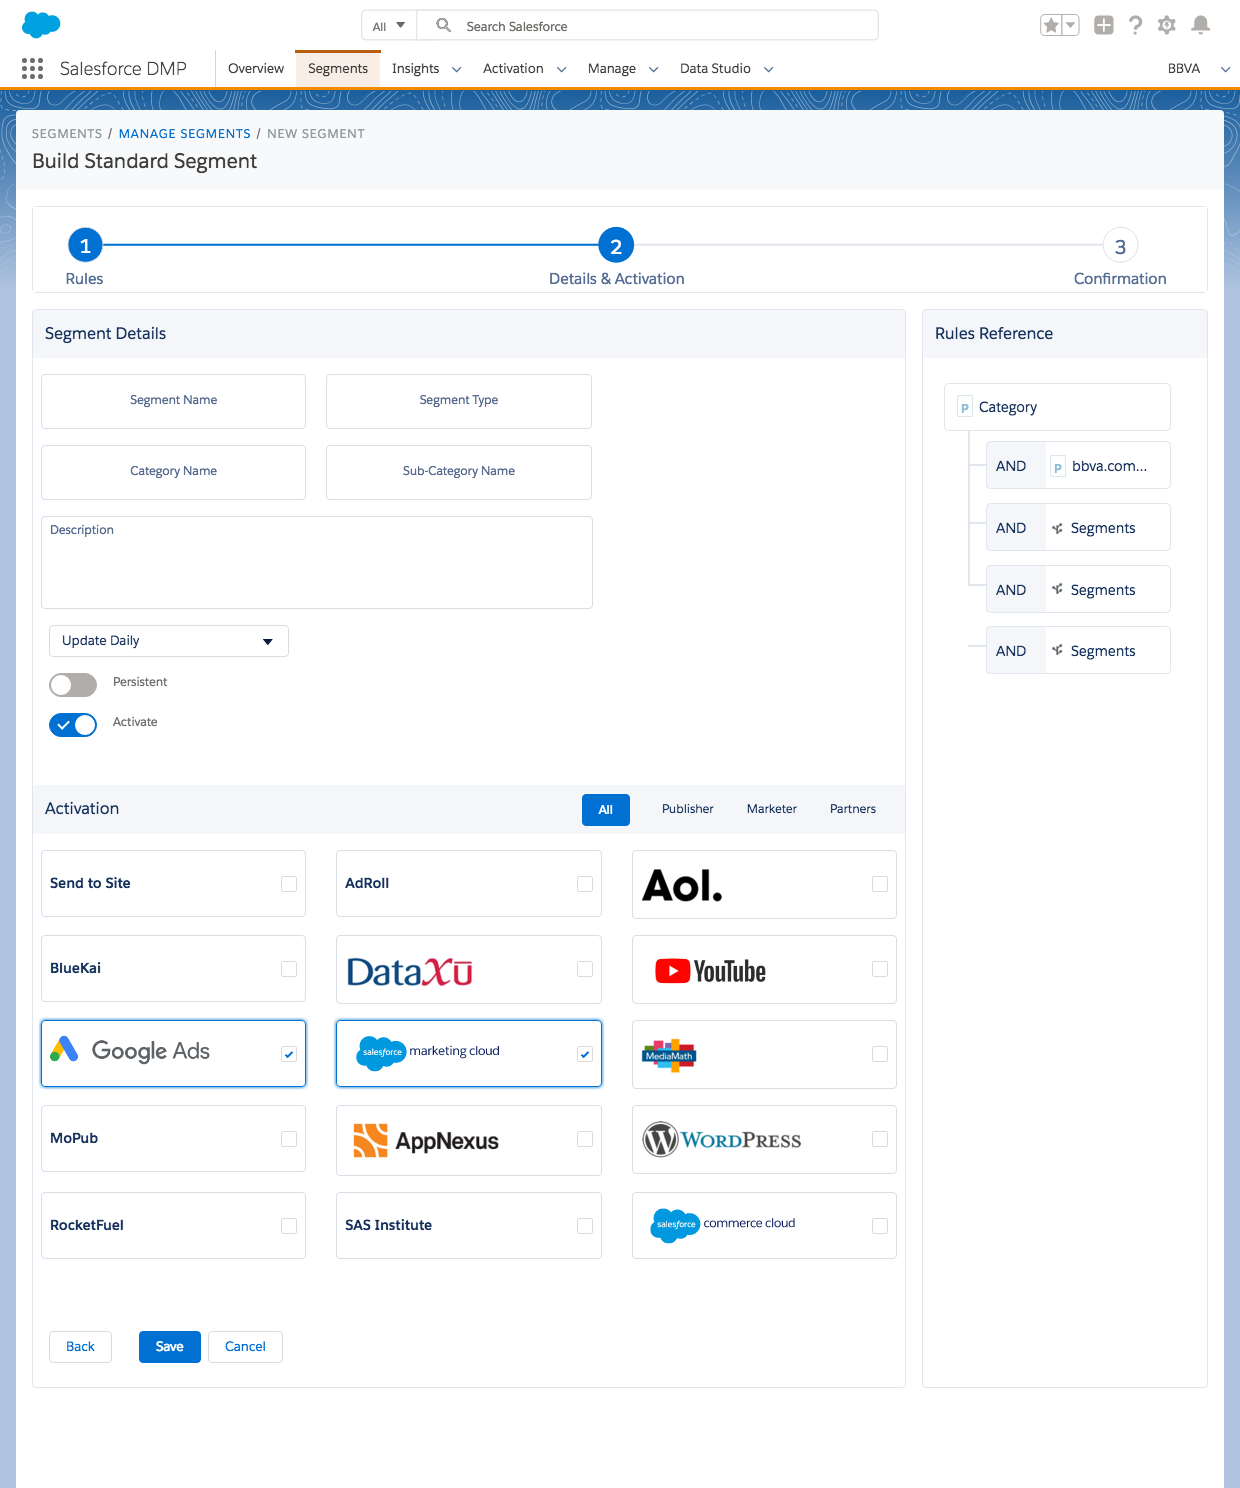 All
Search Salesforce
Salesforce DMP
Overview
Segments
Insights
Activation
Manage
Data Studio
BBVA
SEGMENTS / MANAGE SEGMENTS / NEW SEGMENT
Build Standard Segment
1
2
3
Rules
Details & Activation
Confirmation
Segment Details
Segment Name
Segment Type
Category Name
Sub-Category Name
Description
Update Daily
Persistent
Activate
Rules Reference
P Category
AND P bbva.com...
AND Segments
AND Segments
AND Segments
Activation
All
Publisher
Marketer
Partners
Send to Site
AdRoll
Aol.
BlueKai
DataXu
YouTube
Google Ads
salesforce marketing cloud
MediaMath
MoPub
AppNexus
WORDPRESS
RocketFuel
SAS Institute
salesforce commerce cloud
Back
Save
Cancel